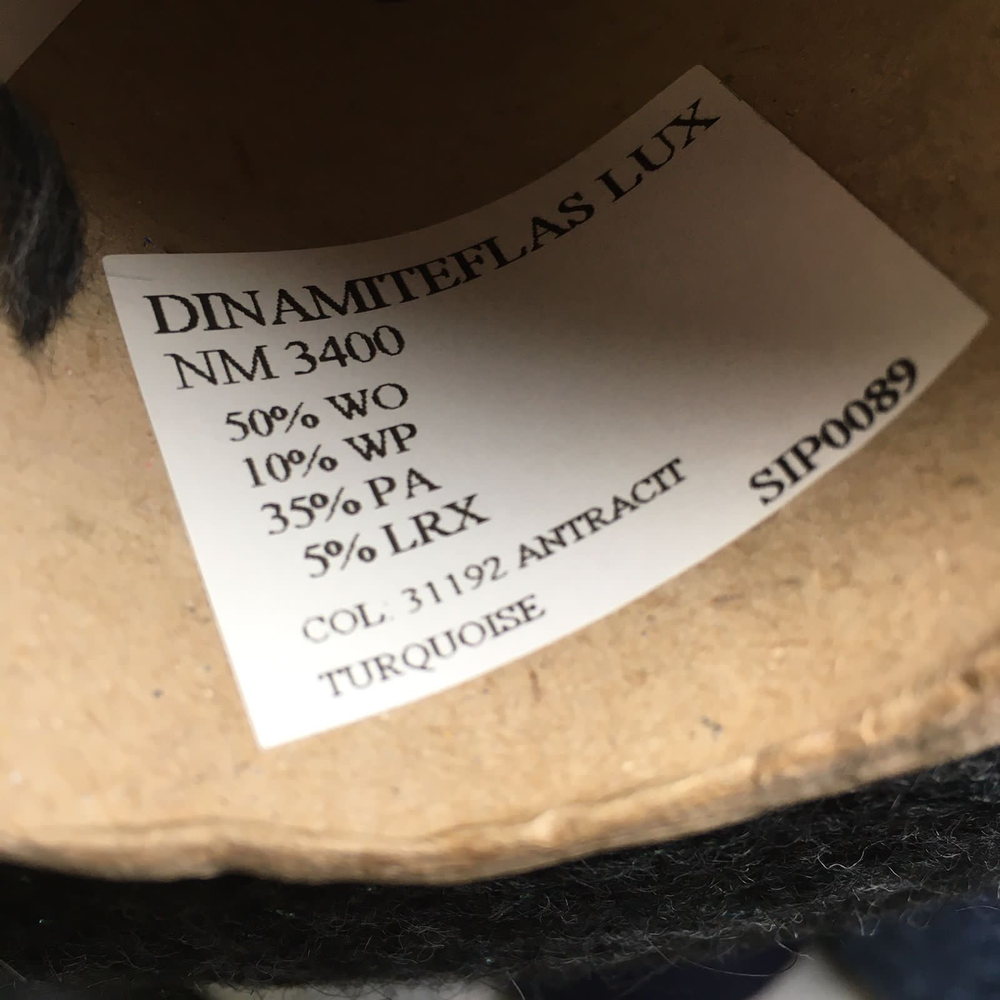 DINAMITEFLAS LUX
NM 3400
50% WO
10% WP
35% PA
5% LRX
COL: 31192 ANTRACIT
TURQUOISE
SIP0089